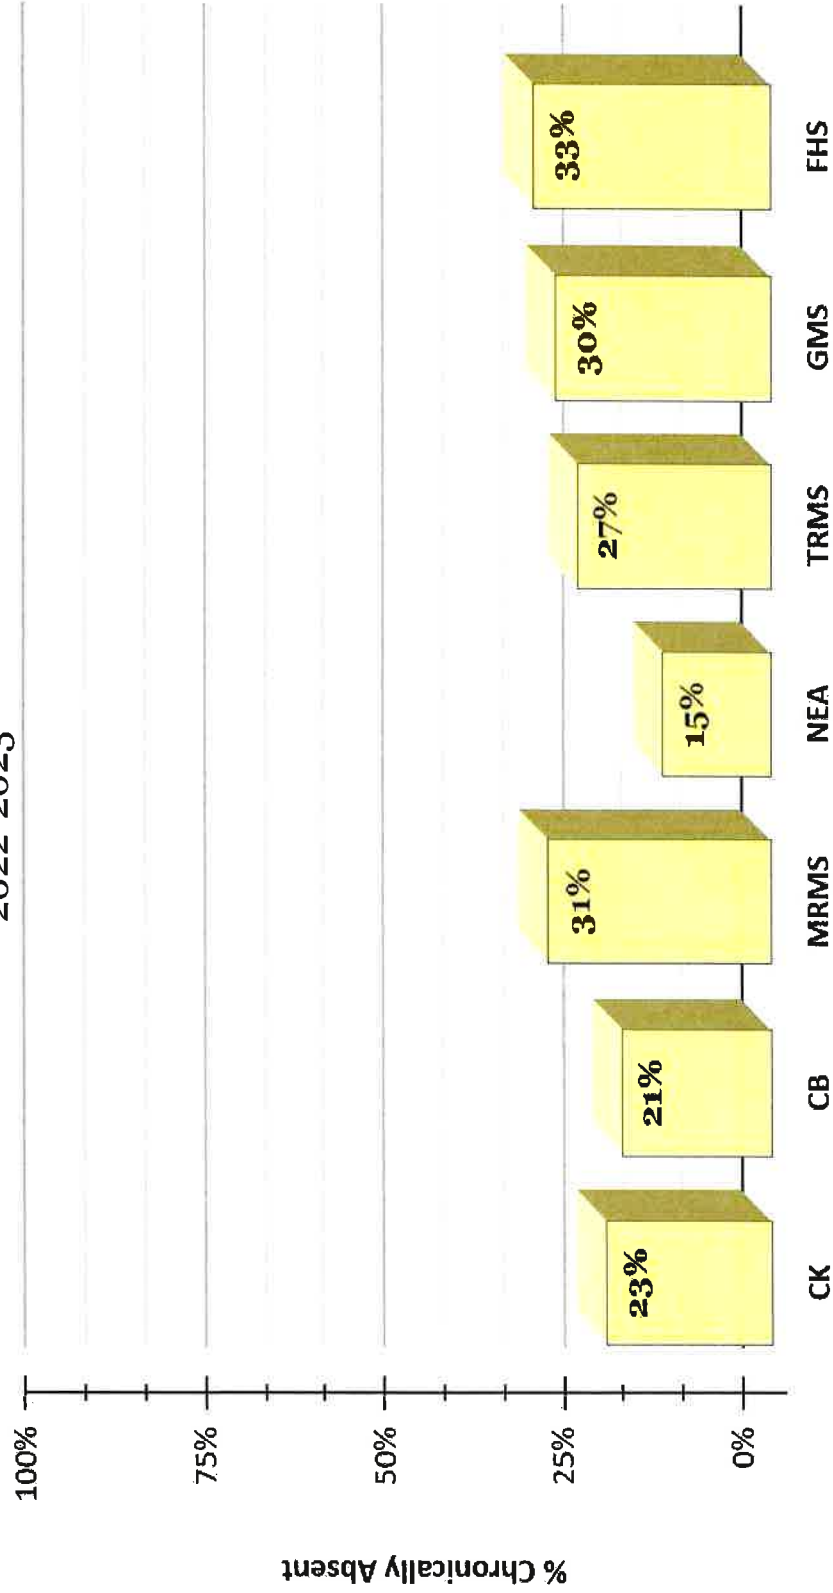 2022-2023
% Chronically Absent
100%
75%
50%
25%
0%
23%
21%
31%
15%
27%
30%
33%
CK
CB
MRMS
NEA
TRMS
GMS
FHS